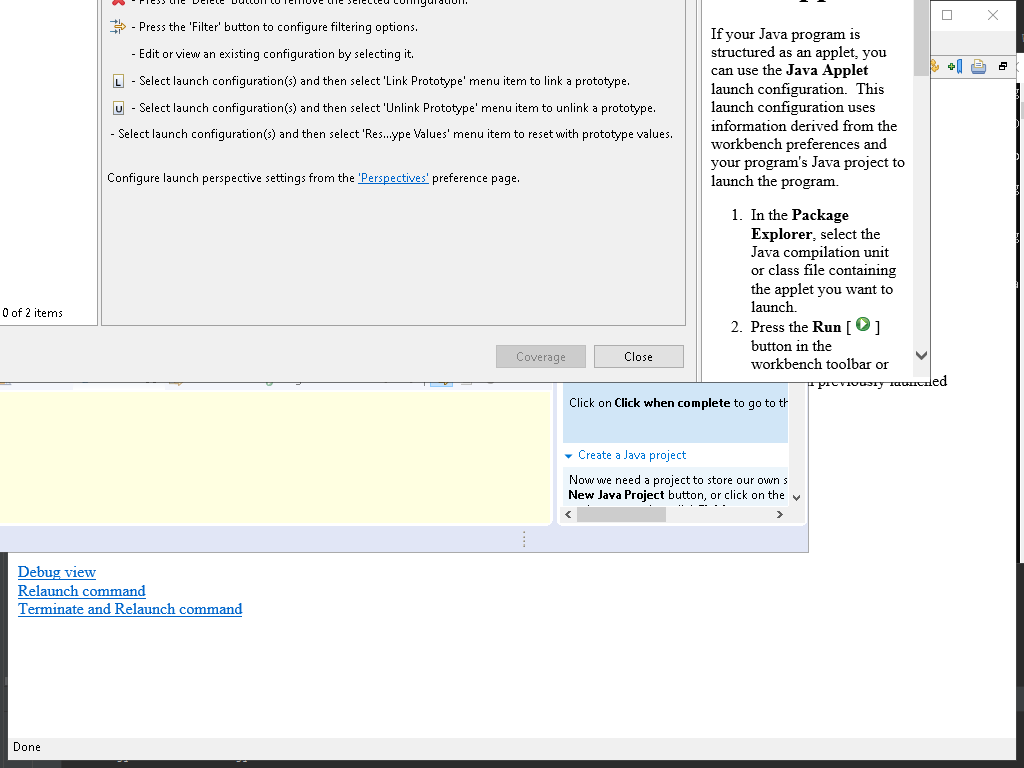 - Press the 'Delete' button to remove the selected configuration.
- Press the 'Filter' button to configure filtering options.
- Edit or view an existing configuration by selecting it.
L - Select launch configuration(s) and then select 'Link Prototype' menu item to link a prototype.
U - Select launch configuration(s) and then select 'Unlink Prototype' menu item to unlink a prototype.
- Select launch configuration(s) and then select 'Res...ype Values' menu item to reset with prototype values.
Configure launch perspective settings from the 'Perspectives' preference page.
0 of 2 items
Coverage
Close
If your Java program is
structured as an applet, you
can use the Java Applet
launch configuration. This
launch configuration uses
information derived from the
workbench preferences and
your program's Java project to
launch the program.
1. In the Package
Explorer, select the
Java compilation unit
or class file containing
the applet you want to
launch.
2. Press the Run [ ]
button in the
workbench toolbar or
previously launched
Click on Click when complete to go to th
Create a Java project
Now we need a project to store our own s
New Java Project button, or click on the
Debug view
Relaunch command
Terminate and Relaunch command
Done